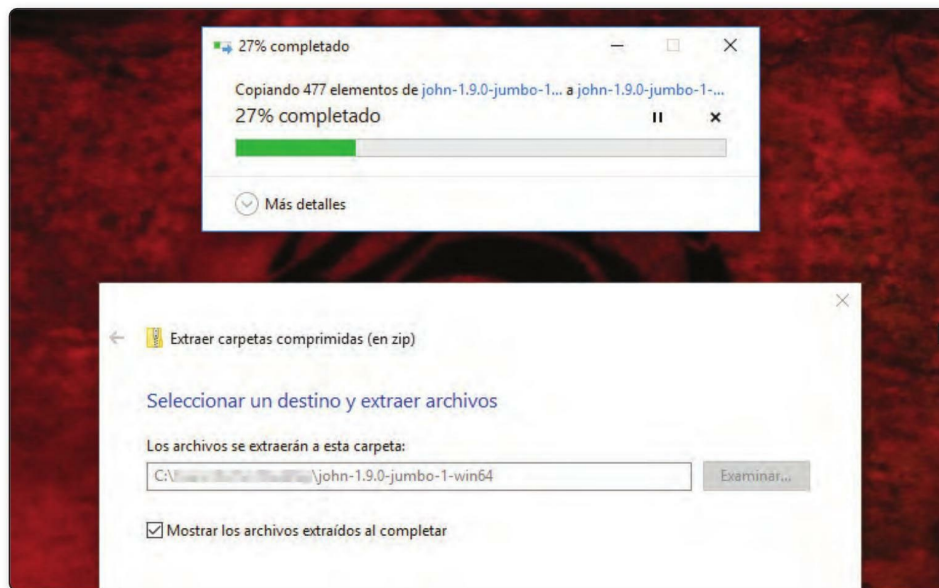 27% completado
Copiando 477 elementos de john-1.9.0-jumbo-1... a john-1.9.0-jumbo-1-...
27% completado
Más detalles
Extraer carpetas comprimidas (en zip)
Seleccionar un destino y extraer archivos
Los archivos se extraerán a esta carpeta:
C:\ \john-1.9.0-jumbo-1-win64
Examinar...
Mostrar los archivos extraídos al completar